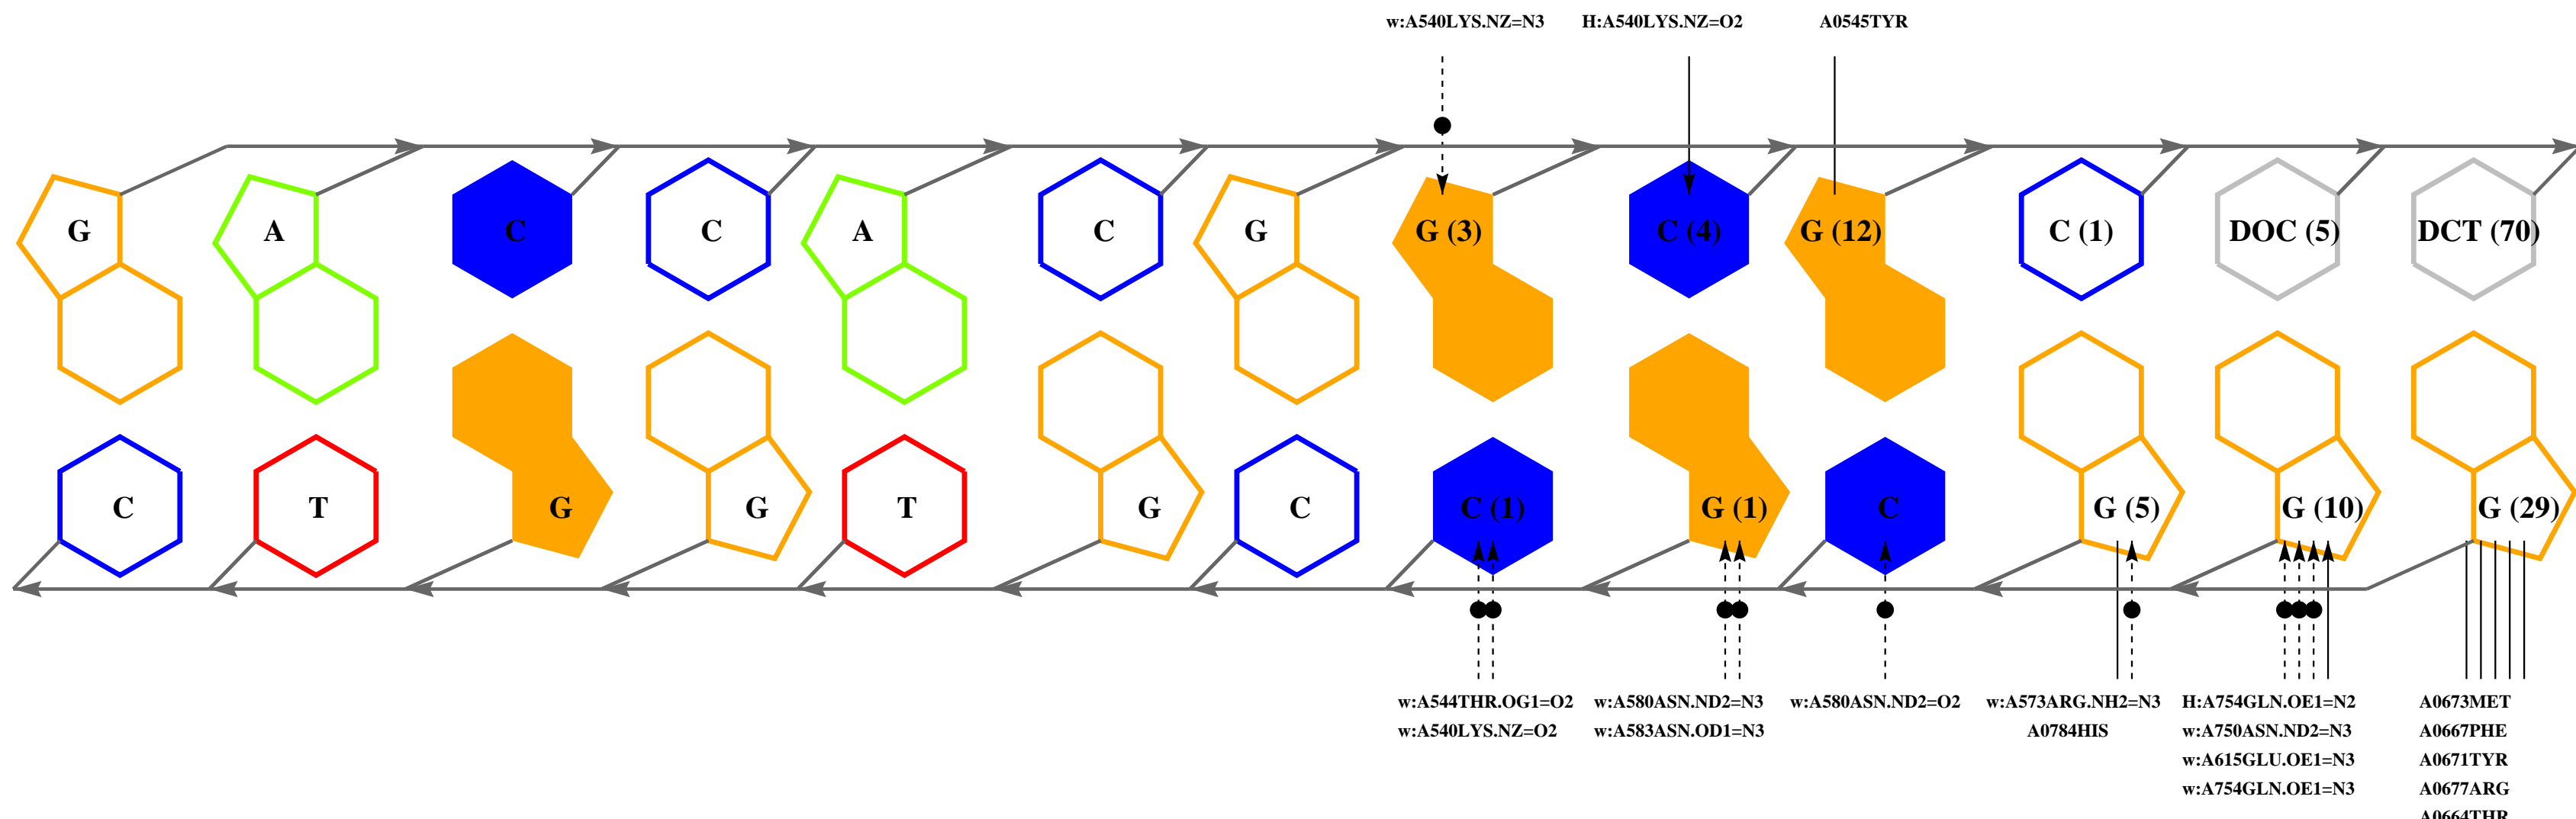 w:A540LYS.NZ=N3 H:A540LYS.NZ=O2 A0545TYR
G A C C A C G G (3) C (4) G (12) C (1) DOC (5) DCT (70)
C T G G T G C C (1) G (1) C G (5) G (10) G (29)
w:A544THR.OG1=O2 w:A580ASN.ND2=N3 w:A580ASN.ND2=O2 w:A573ARG.NH2=N3 H:A754GLN.OE1=N2 A0673MET
w:A540LYS.NZ=O2 w:A583ASN.OD1=N3 A0784HIS w:A750ASN.ND2=N3 A0667PHE
w:A615GLU.OE1=N3 A0671TYR
w:A754GLN.OE1=N3 A0677ARG
A0664THR